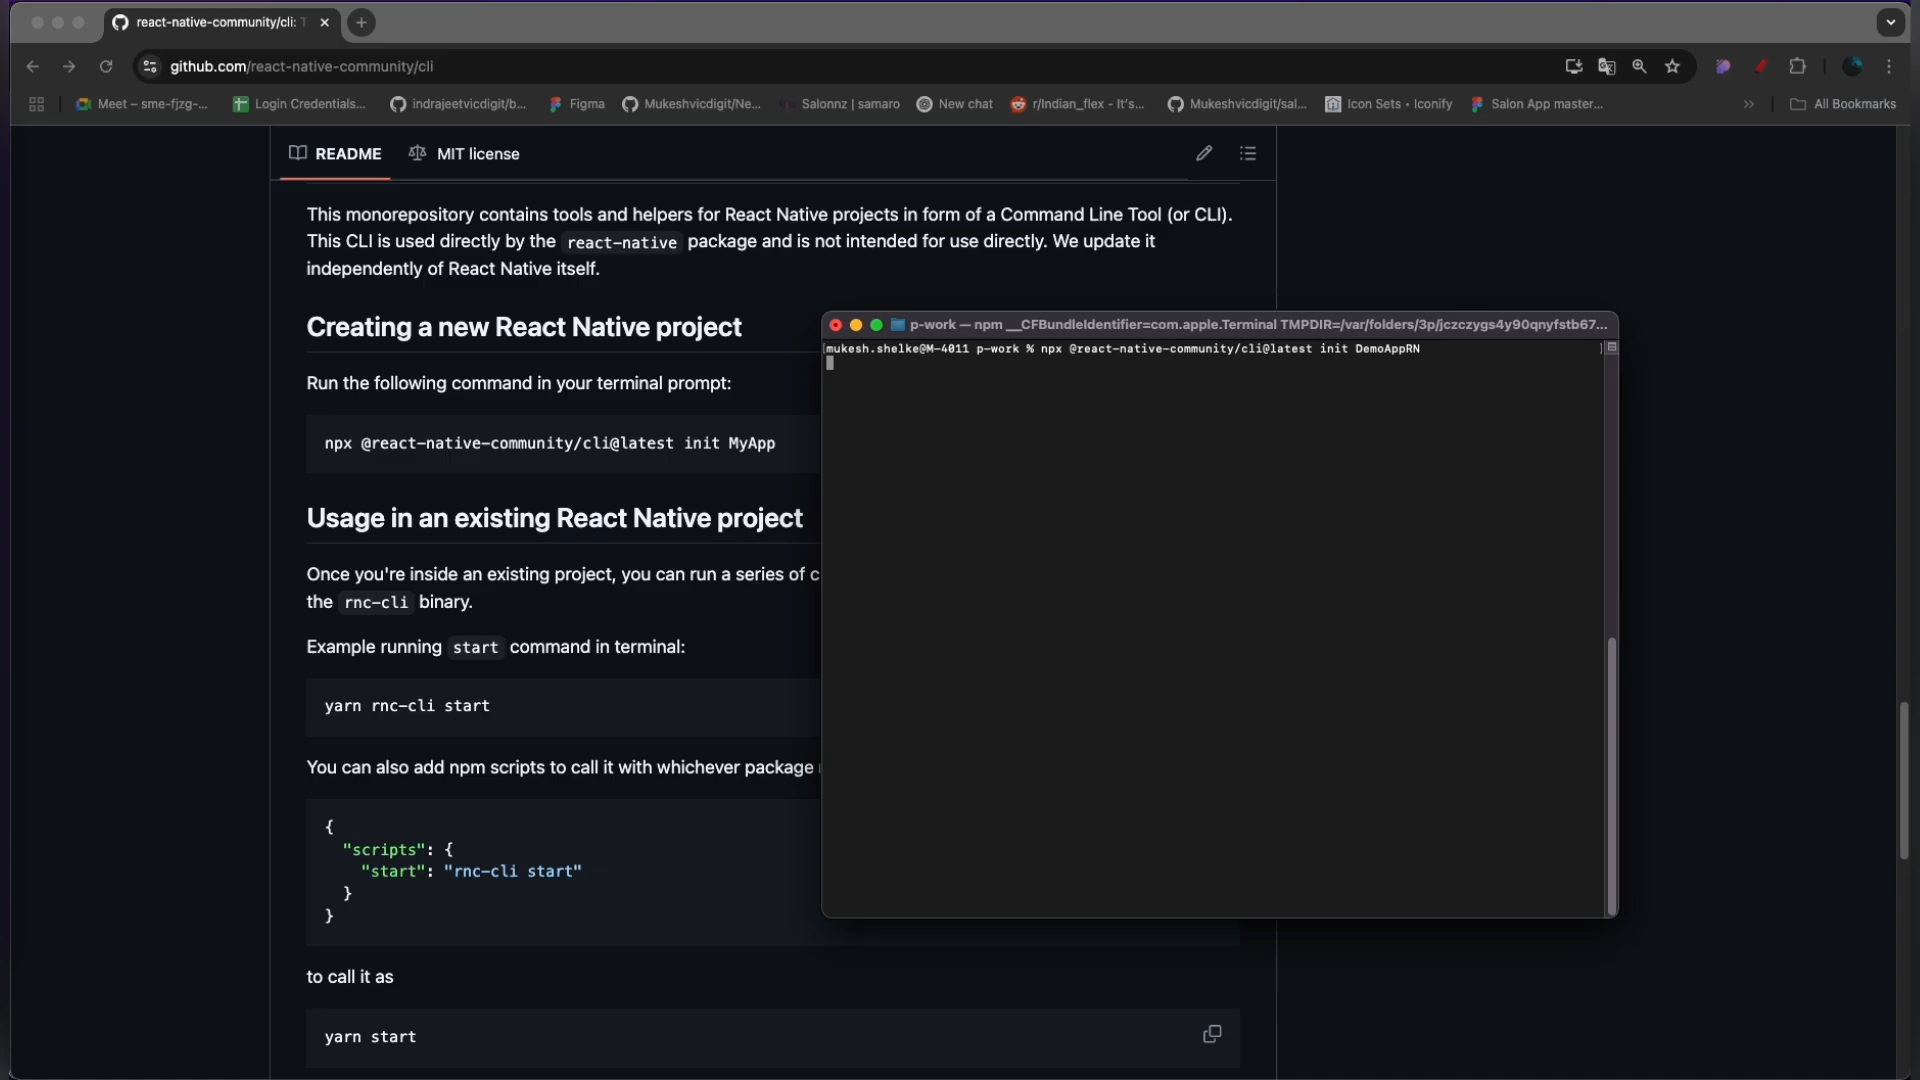 react-native-community/cli: T
github.com/react-native-community/cli
Meet – sme-fjzg-...
Login Credentials...
indrajeetvicdigit/b...
Figma
Mukeshvicdigit/Ne...
Salonnz | samaro
New chat
r/Indian_flex - It's...
Mukeshvicdigit/sal...
Icon Sets • Iconify
Salon App master...
All Bookmarks
README
MIT license
This monorepository contains tools and helpers for React Native projects in form of a Command Line Tool (or CLI).
This CLI is used directly by the react-native package and is not intended for use directly. We update it
independently of React Native itself.
Creating a new React Native project
Run the following command in your terminal prompt:
npx @react-native-community/cli@latest init MyApp
Usage in an existing React Native project
Once you're inside an existing project, you can run a series of c
the rnc-cli binary.
Example running start command in terminal:
yarn rnc-cli start
You can also add npm scripts to call it with whichever package
{
"scripts": {
"start": "rnc-cli start"
}
}
to call it as
yarn start
p-work — npm __CFBundleIdentifier=com.apple.Terminal TMPDIR=/var/folders/3p/jczczygs4y90qnyfstb67...
[mukesh.shelke@M-4011 p-work % npx @react-native-community/cli@latest init DemoAppRN ]